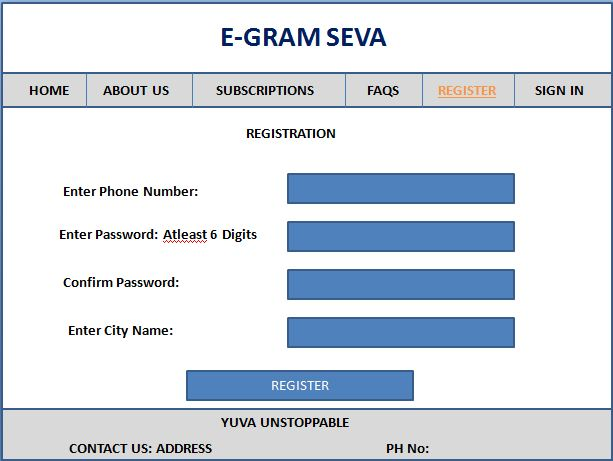 E-GRAM SEVA
HOME ABOUT US SUBSCRIPTIONS FAQS REGISTER SIGN IN
REGISTRATION
Enter Phone Number:
Enter Password: Atleast 6 Digits
Confirm Password:
Enter City Name:
REGISTER
YUVA UNSTOPPABLE
CONTACT US: ADDRESS PH No: